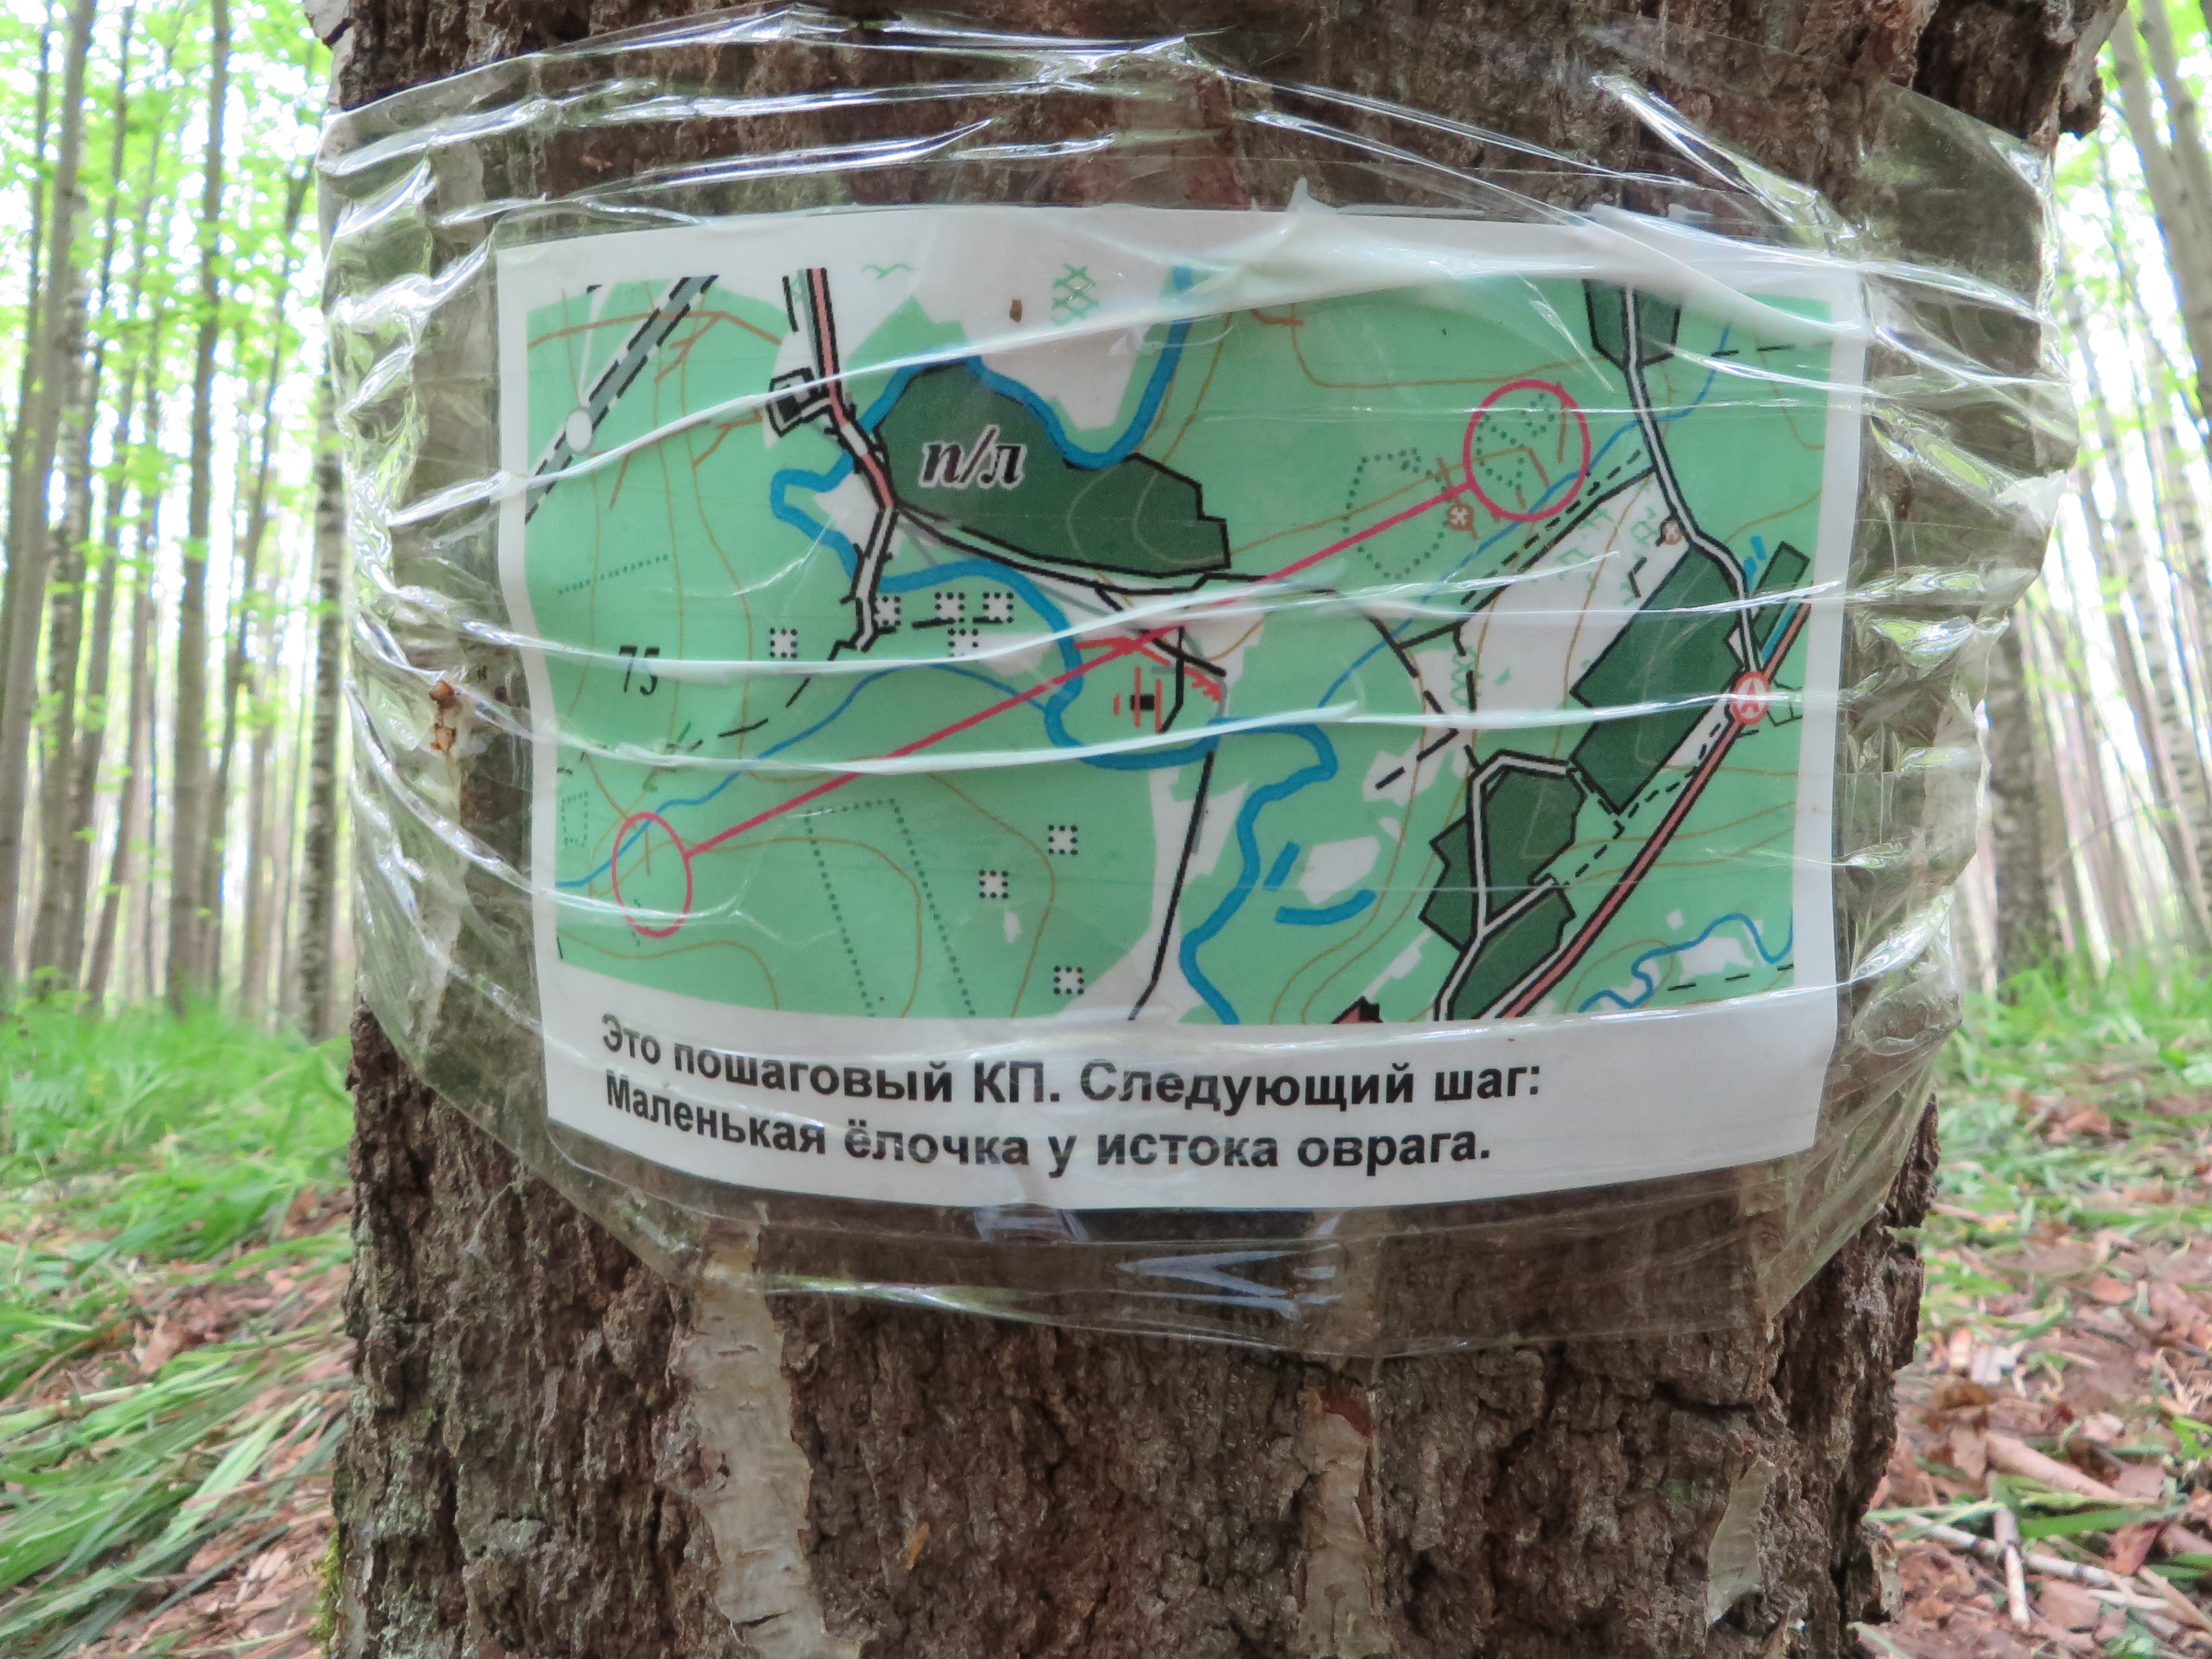 п/л
75
Это пошаговый КП. Следующий шаг:
Маленькая ёлочка у истока оврага.